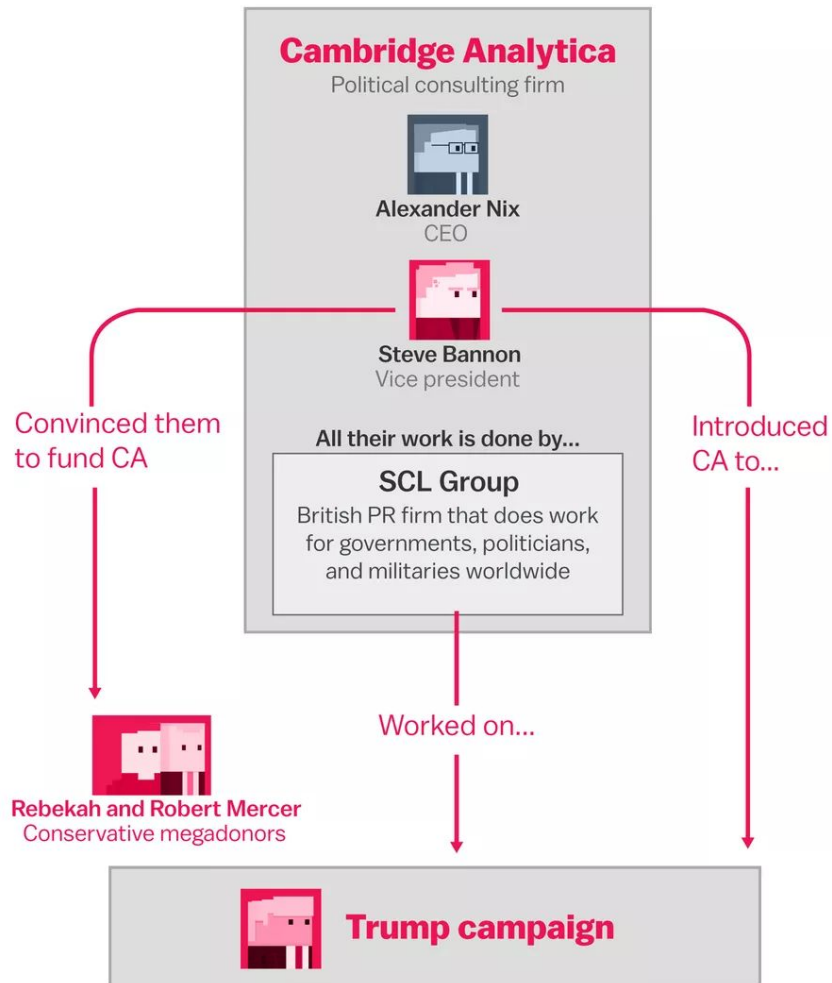 Cambridge Analytica
Political consulting firm
Alexander Nix
CEO
Steve Bannon
Vice president
Convinced them
to fund CA
Introduced
CA to...
All their work is done by...
SCL Group
British PR firm that does work
for governments, politicians,
and militaries worldwide
Worked on...
Rebekah and Robert Mercer
Conservative megadonors
Trump campaign